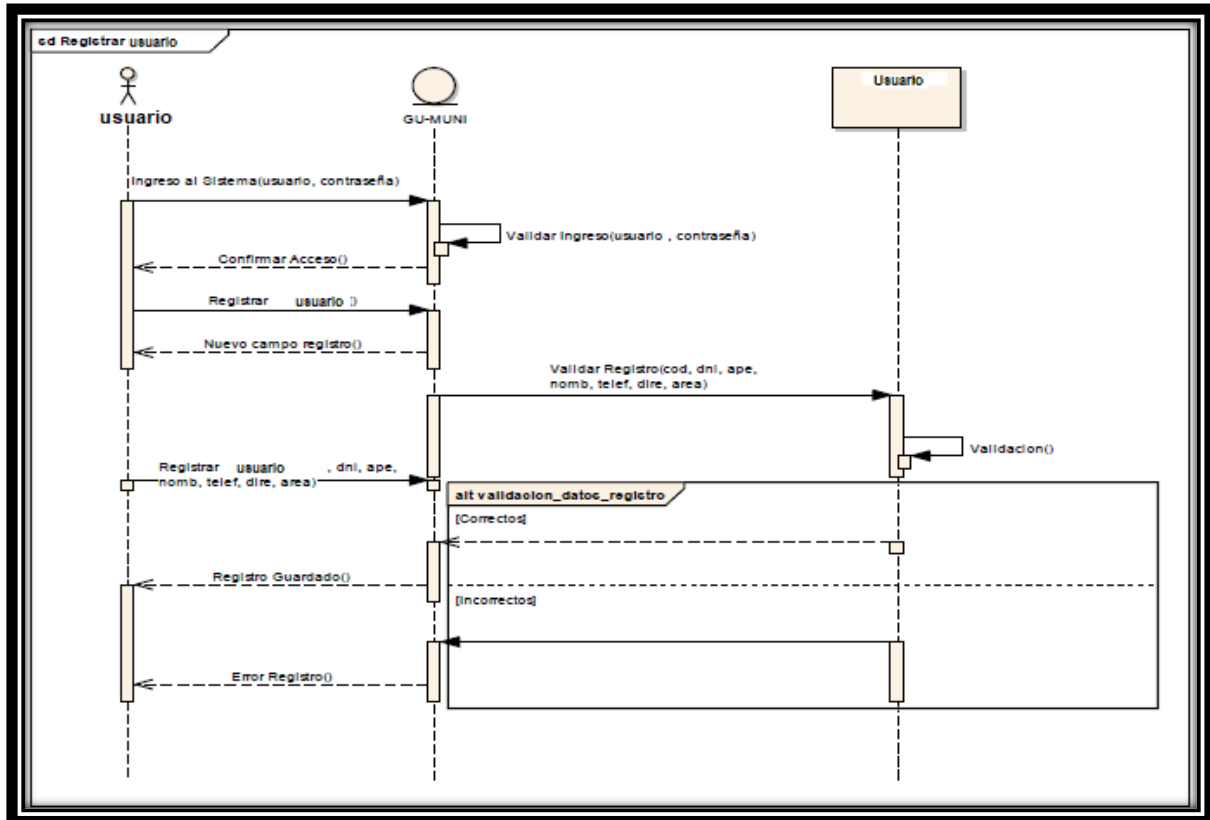 sd Registrar usuario
usuario
GU-MUNI
Usuario
Ingreso al Sistema(usuario, contraseña)
Validar Ingreso(usuario , contraseña)
Confirmar Acceso()
Registrar usuario ()
Nuevo campo registro()
Validar Registro(cod, dni, ape,
nomb, telef, dire, area)
Validacion()
Registrar usuario , dni, ape,
nomb, telef, dire, area)
alt validacion_datos_registro
[Correctos]
Registro Guardado()
[Incorrectos]
Error Registro()